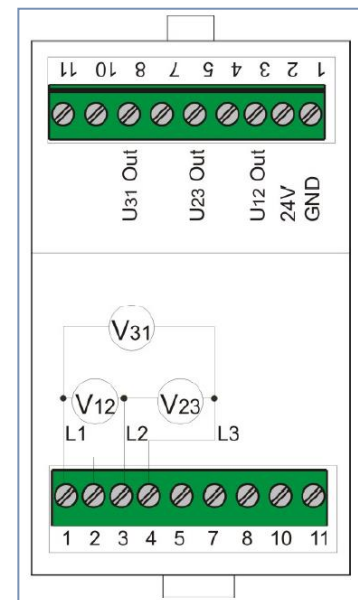 11 10 8 7 5 4 3 2 1
U31 Out
U23 Out
U12 Out
24V
GND
V31
V12 V23
L1 L2 L3
1 2 3 4 5 7 8 10 11